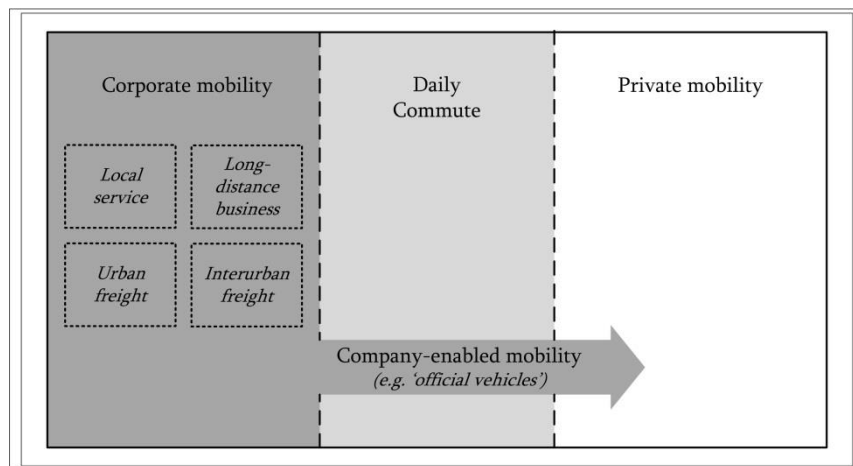 Corporate mobility
Daily
Commute
Private mobility
Local
service
Long-
distance
business
Urban
freight
Interurban
freight
Company-enabled mobility
(e.g. ‘official vehicles’)